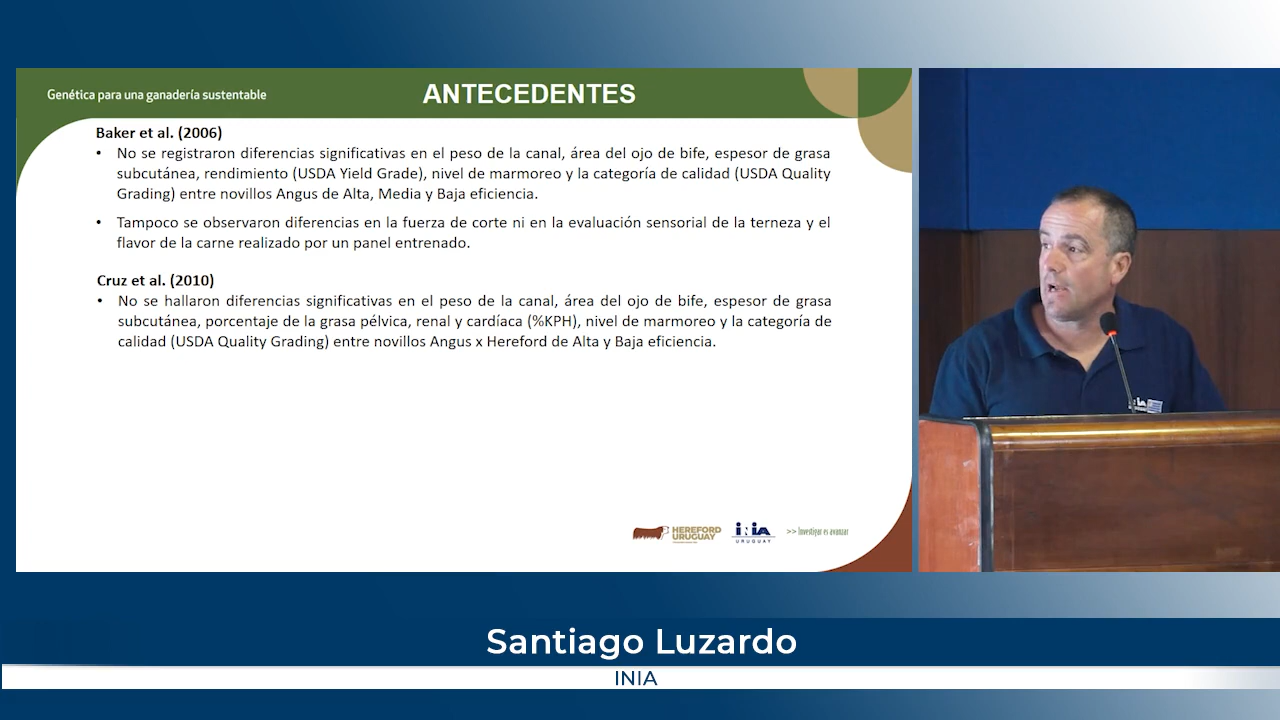 Genética para una ganadería sustentable
ANTECEDENTES
Baker et al. (2006)
• No se registraron diferencias significativas en el peso de la canal, área del ojo de bife, espesor de grasa
subcutánea, rendimiento (USDA Yield Grade), nivel de marmoreo y la categoría de calidad (USDA Quality
Grading) entre novillos Angus de Alta, Media y Baja eficiencia.
• Tampoco se observaron diferencias en la fuerza de corte ni en la evaluación sensorial de la terneza y el
flavor de la carne realizado por un panel entrenado.
Cruz et al. (2010)
• No se hallaron diferencias significativas en el peso de la canal, área del ojo de bife, espesor de grasa
subcutánea, porcentaje de la grasa pélvica, renal y cardíaca (%KPH), nivel de marmoreo y la categoría de
calidad (USDA Quality Grading) entre novillos Angus x Hereford de Alta y Baja eficiencia.
HEREFORD
URUGUAY
INIA
URUGUAY
>> Investigar es avanzar
Santiago Luzardo
INIA